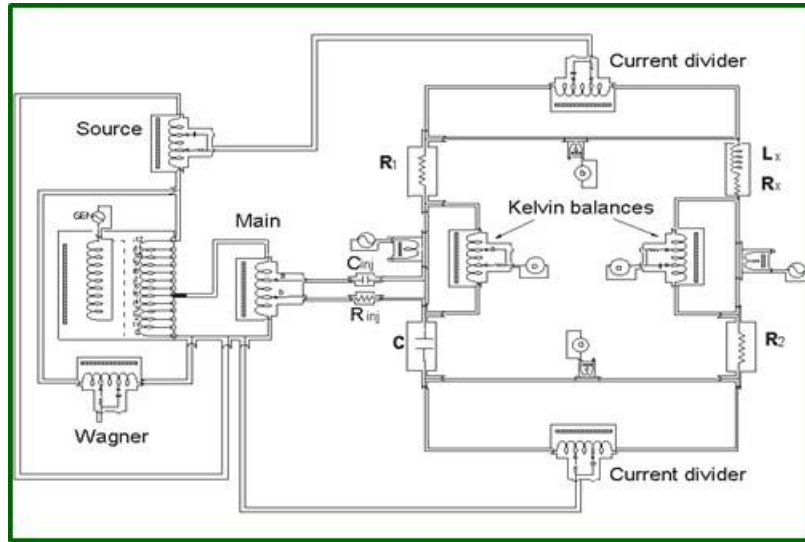 Current divider
Source
R1
Lx
Rx
GEN
Main
Kelvin balances
Cinj
Rinj
C
R2
Wagner
Current divider